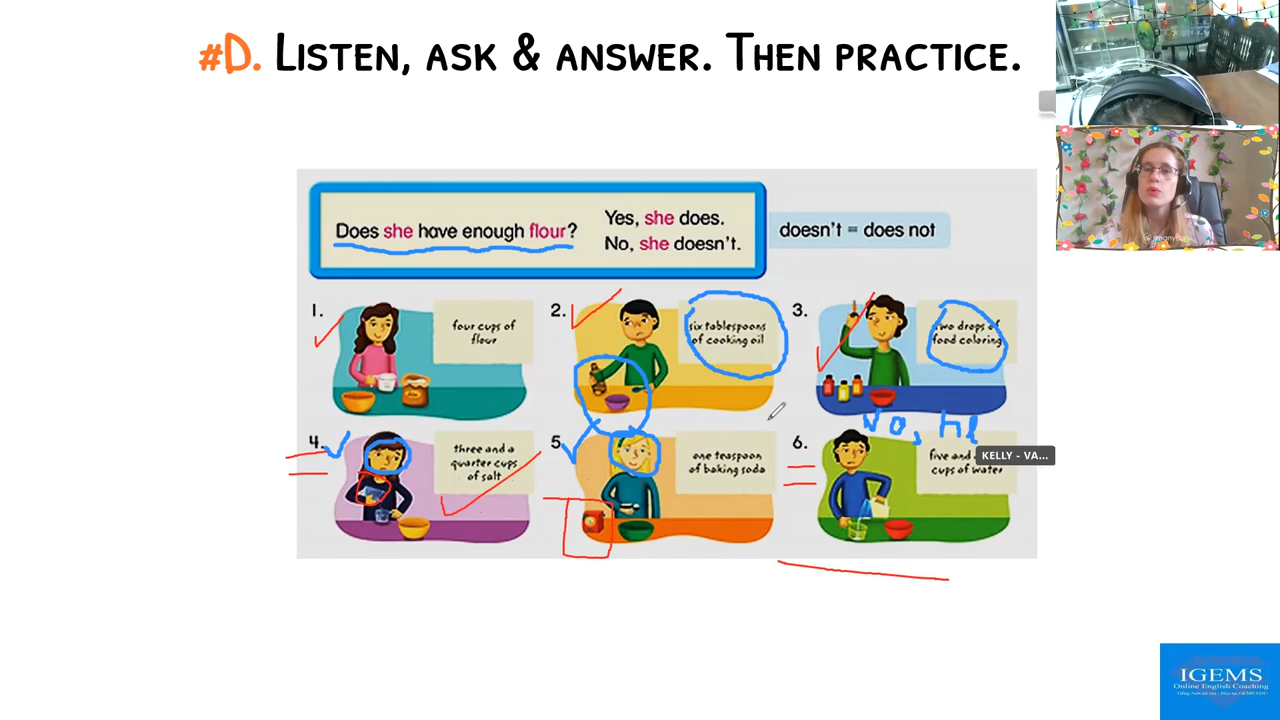 #D. LISTEN, ASK & ANSWER. THEN PRACTICE.
Does she have enough flour?
Yes, she does.
No, she doesn't.
doesn't = does not
1.
four cups of
flour
2.
six tablespoons
of cooking oil
3.
two drops of
food coloring
No, he
4.
three and a
quarter cups
of salt
5.
one teaspoon
of baking soda
6.
five and
cups of water
KELLY - VA...
IGEMS
Online English Coaching